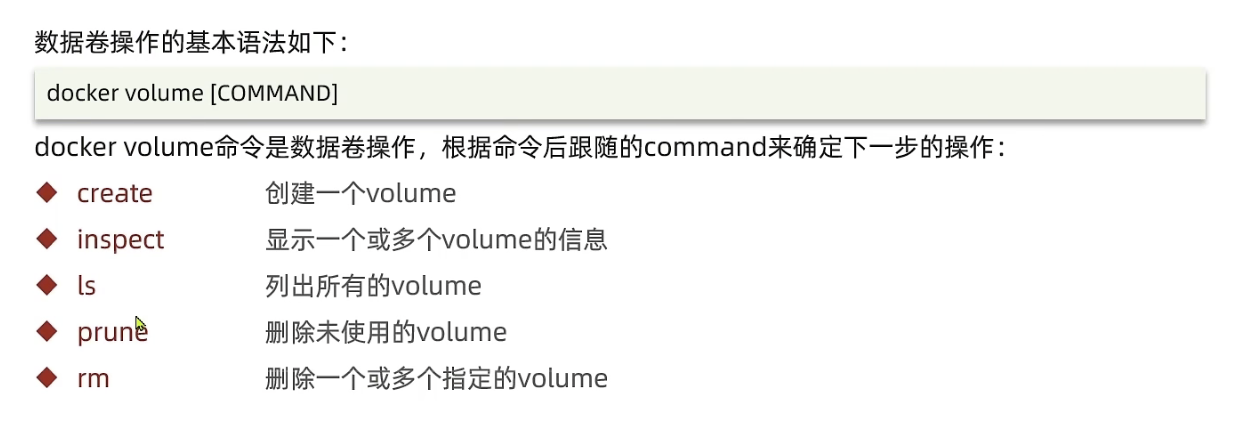 数据卷操作的基本语法如下：
docker volume [COMMAND]
docker volume命令是数据卷操作，根据命令后跟随的command来确定下一步的操作：
create 创建一个volume
inspect 显示一个或多个volume的信息
ls 列出所有的volume
prune 删除未使用的volume
rm 删除一个或多个指定的volume